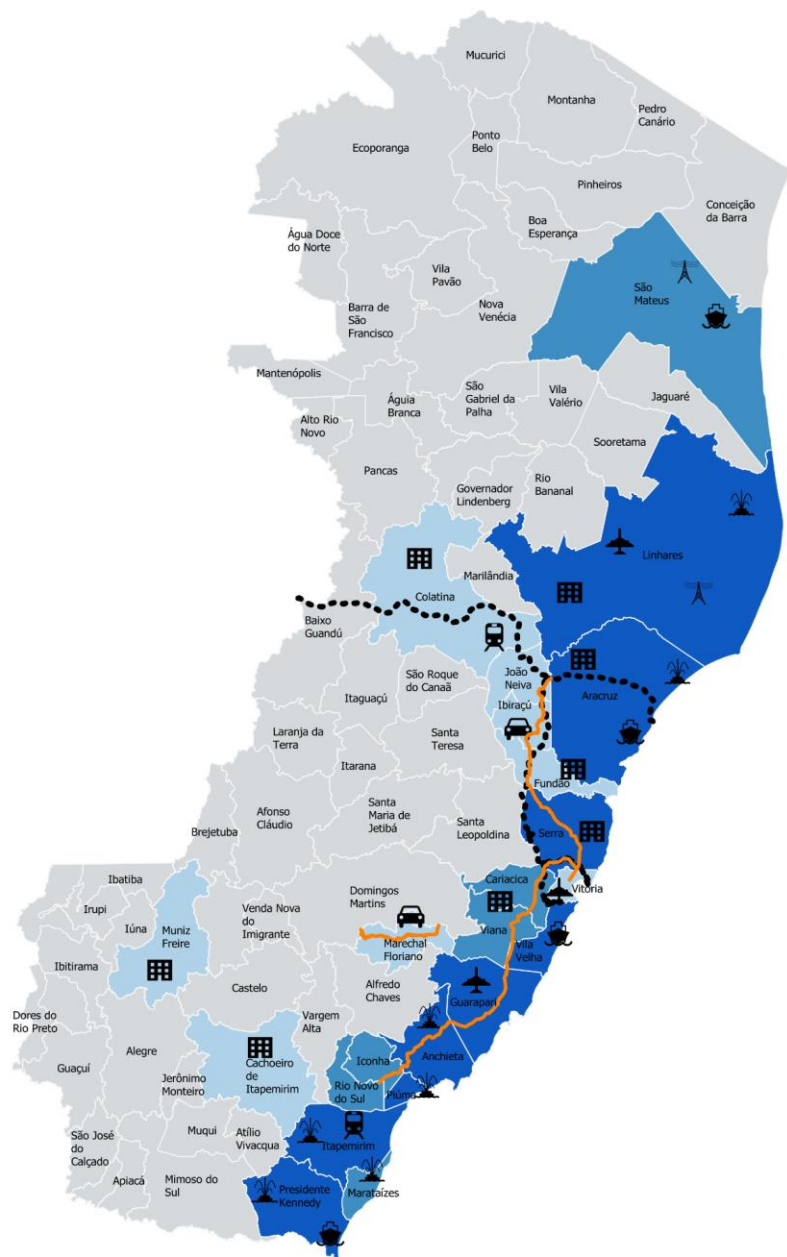 Mucurici
Montanha
Pedro
Canário
Ponto
Belo
Ecoporanga
Pinheiros
Conceição
da Barra
Boa
Esperança
Água Doce
do Norte
Vila
Pavão
São
Mateus
Nova
Venécia
Barra de
São
Francisco
Mantenópolis
Águia
Branca
São
Gabriel da
Palha
Vila
Valério
Jaguaré
Alto Rio
Novo
Sooretama
Pancas
Governador
Lindenberg
Rio
Bananal
Linhares
Marilândia
Colatina
Baixo
Guandú
João
Neiva
São Roque
do Canaã
Aracruz
Itaguaçú
Ibiraçú
Laranja da
Terra
Santa
Teresa
Itarana
Fundão
Afonso
Cláudio
Santa
Maria de
Jetibá
Santa
Leopoldina
Serra
Brejetuba
Cariacica
Vitória
Ibatiba
Domingos
Martins
Irupi
Iúna
Muniz
Freire
Venda Nova
do
Imigrante
Viana
Marechal
Floriano
Vila
Velha
Ibitirama
Castelo
Alfredo
Chaves
Guarapari
Dores do
Rio Preto
Vargem
Alta
Alegre
Iconha
Anchieta
Guaçuí
Jerônimo
Monteiro
Cachoeiro
de
Itapemirim
Rio Novo
do Sul
Piúma
São José
do
Calçado
Muqui
Atílio
Vivacqua
Itapemirim
Apiacá
Mimoso do
Sul
Presidente
Kennedy
Marataízes